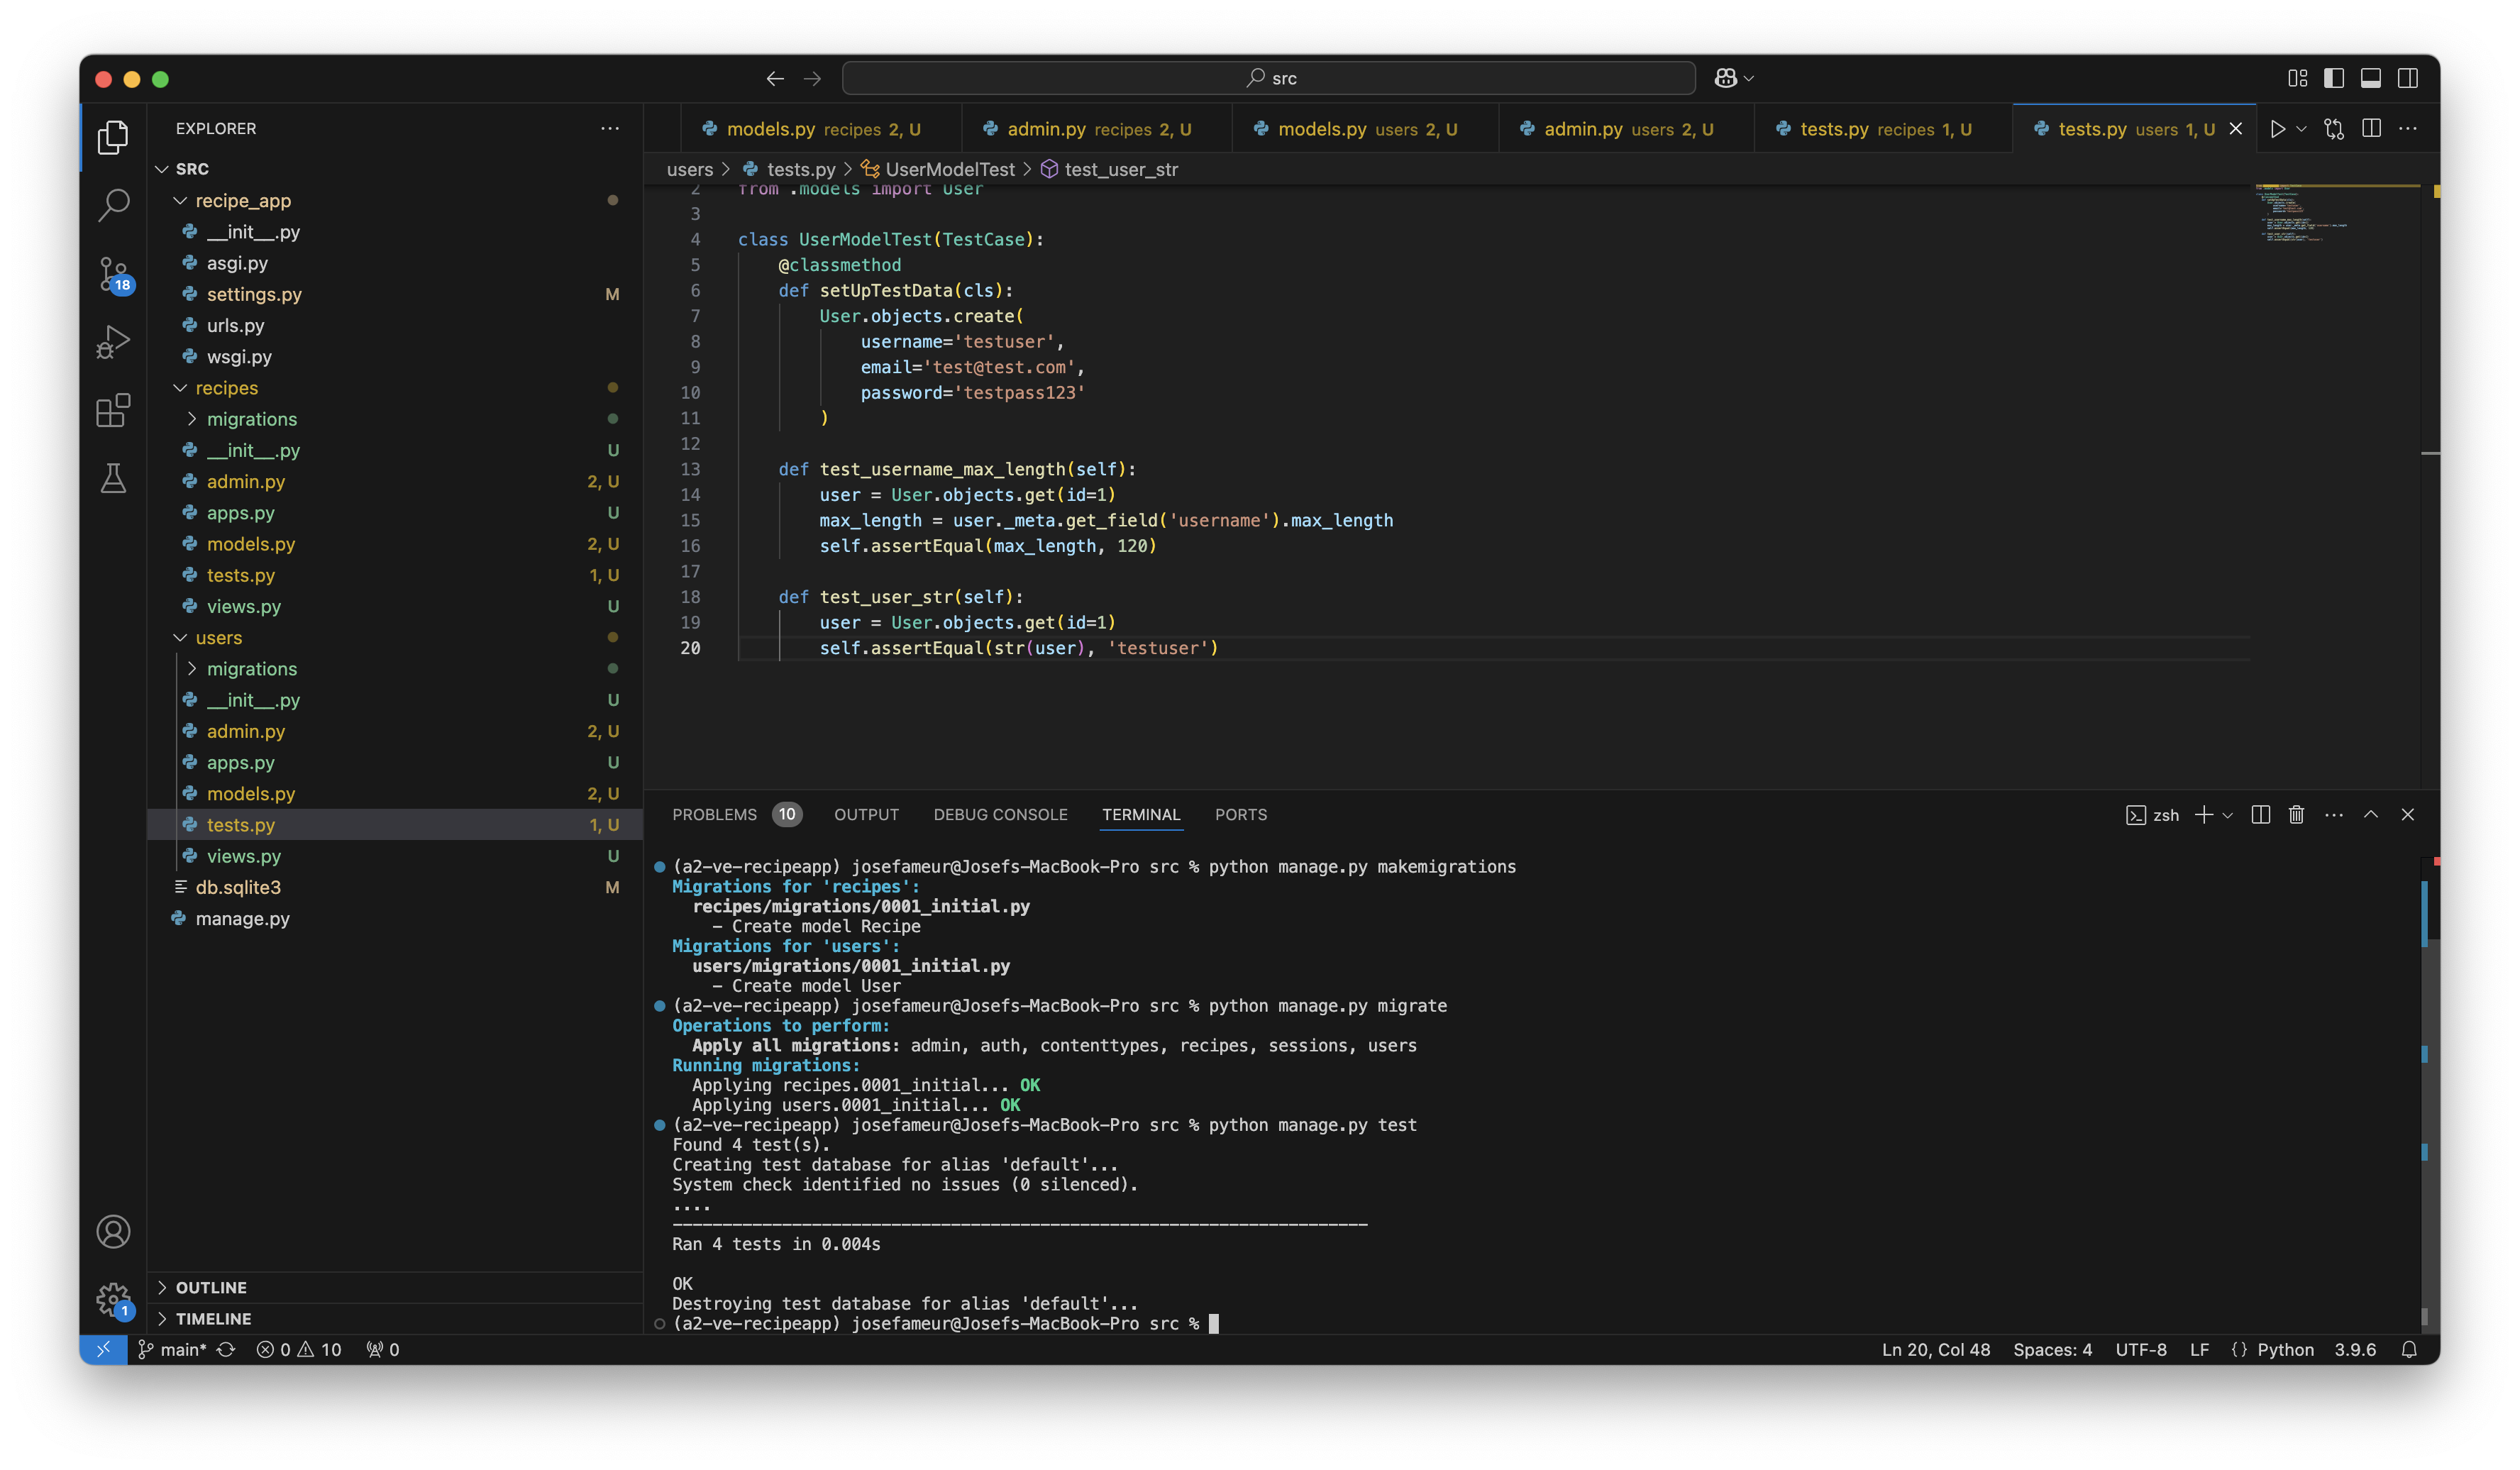 src
EXPLORER
SRC
recipe_app
__init__.py
asgi.py
settings.py M
urls.py
wsgi.py
recipes
migrations
__init__.py U
admin.py 2, U
apps.py U
models.py 2, U
tests.py 1, U
views.py U
users
migrations
__init__.py U
admin.py 2, U
apps.py U
models.py 2, U
tests.py 1, U
views.py U
db.sqlite3 M
manage.py
OUTLINE
TIMELINE
18
1
models.py recipes 2, U
admin.py recipes 2, U
models.py users 2, U
admin.py users 2, U
tests.py recipes 1, U
tests.py users 1, U
users > tests.py > UserModelTest > test_user_str
2 from .models import User
3
4 class UserModelTest(TestCase):
5 @classmethod
6 def setUpTestData(cls):
7 User.objects.create(
8 username='testuser',
9 email='test@test.com',
10 password='testpass123'
11 )
12
13 def test_username_max_length(self):
14 user = User.objects.get(id=1)
15 max_length = user._meta.get_field('username').max_length
16 self.assertEqual(max_length, 120)
17
18 def test_user_str(self):
19 user = User.objects.get(id=1)
20 self.assertEqual(str(user), 'testuser')
PROBLEMS 10 OUTPUT DEBUG CONSOLE TERMINAL PORTS
zsh
(a2-ve-recipeapp) josefameur@Josefs-MacBook-Pro src % python manage.py makemigrations
Migrations for 'recipes':
recipes/migrations/0001_initial.py
- Create model Recipe
Migrations for 'users':
users/migrations/0001_initial.py
- Create model User
(a2-ve-recipeapp) josefameur@Josefs-MacBook-Pro src % python manage.py migrate
Operations to perform:
Apply all migrations: admin, auth, contenttypes, recipes, sessions, users
Running migrations:
Applying recipes.0001_initial... OK
Applying users.0001_initial... OK
(a2-ve-recipeapp) josefameur@Josefs-MacBook-Pro src % python manage.py test
Found 4 test(s).
Creating test database for alias 'default'...
System check identified no issues (0 silenced).
....
----------------------------------------------------------------------
Ran 4 tests in 0.004s
OK
Destroying test database for alias 'default'...
(a2-ve-recipeapp) josefameur@Josefs-MacBook-Pro src %
main* 0 10 0
Ln 20, Col 48 Spaces: 4 UTF-8 LF {} Python 3.9.6